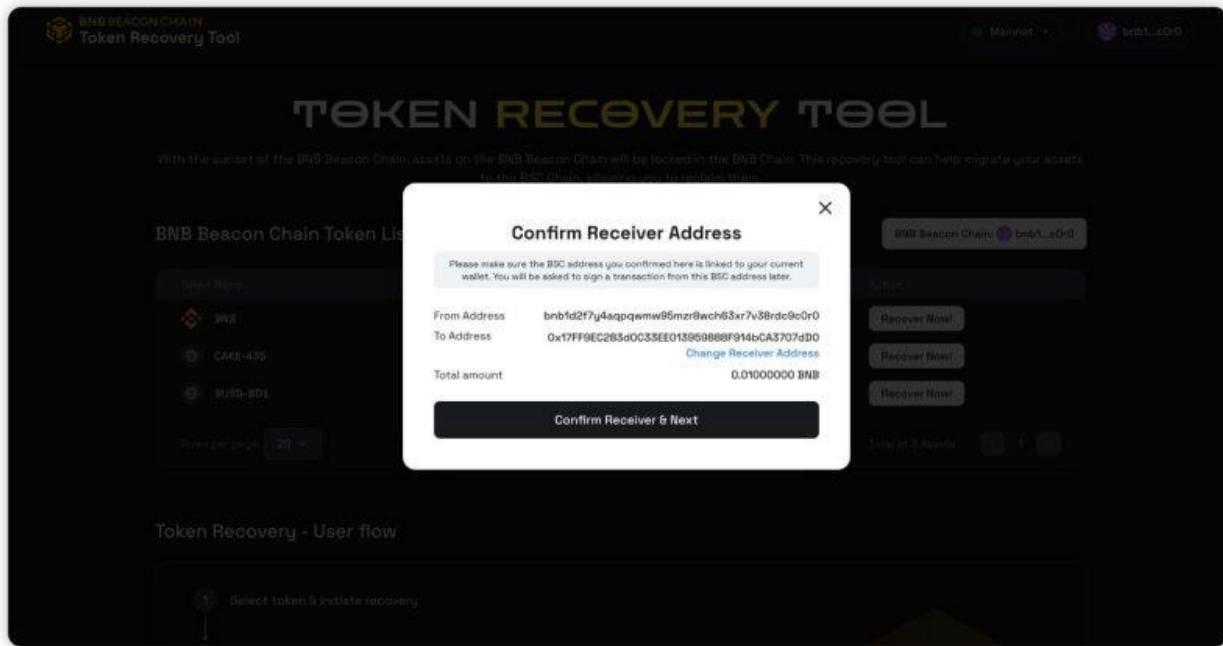 BNB BEACON CHAIN
Token Recovery Tool
Mainnet
bnb1...c0r0
TOKEN RECOVERY TOOL
With the sunset of the BNB Beacon Chain, assets on the BNB Beacon Chain will be locked in the BNB Chain. This recovery tool can help migrate your assets
to the BSC Chain, allowing you to reclaim them.
BNB Beacon Chain Token Lis
BNB Beacon Chain: bnb1...c0r0
Token Name
Action
BNB
Recover Now!
CAKE-435
Recover Now!
BUSD-BD1
Recover Now!
Rows per page: 20
Total of 3 Assets
1
Confirm Receiver Address
Please make sure the BSC address you confirmed here is linked to your current
wallet. You will be asked to sign a transaction from this BSC address later.
From Address bnb1d2f7y4aqpqwmw95mzr8wch63xr7v38rdc9c0r0
To Address 0x17FF9EC283d0C33EE013959888F914bCA3707dD0
Change Receiver Address
Total amount 0.01000000 BNB
Confirm Receiver & Next
Token Recovery - User flow
1 Select token & initiate recovery